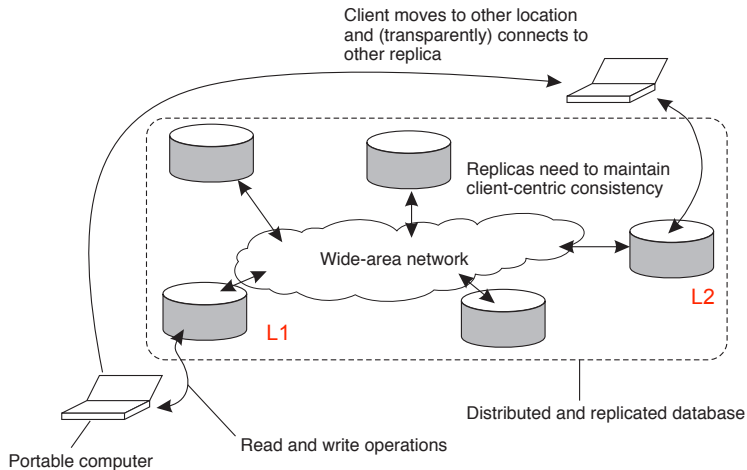 Client moves to other location
and (transparently) connects to
other replica
Replicas need to maintain
client-centric consistency
Wide-area network
L2
L1
Distributed and replicated database
Read and write operations
Portable computer